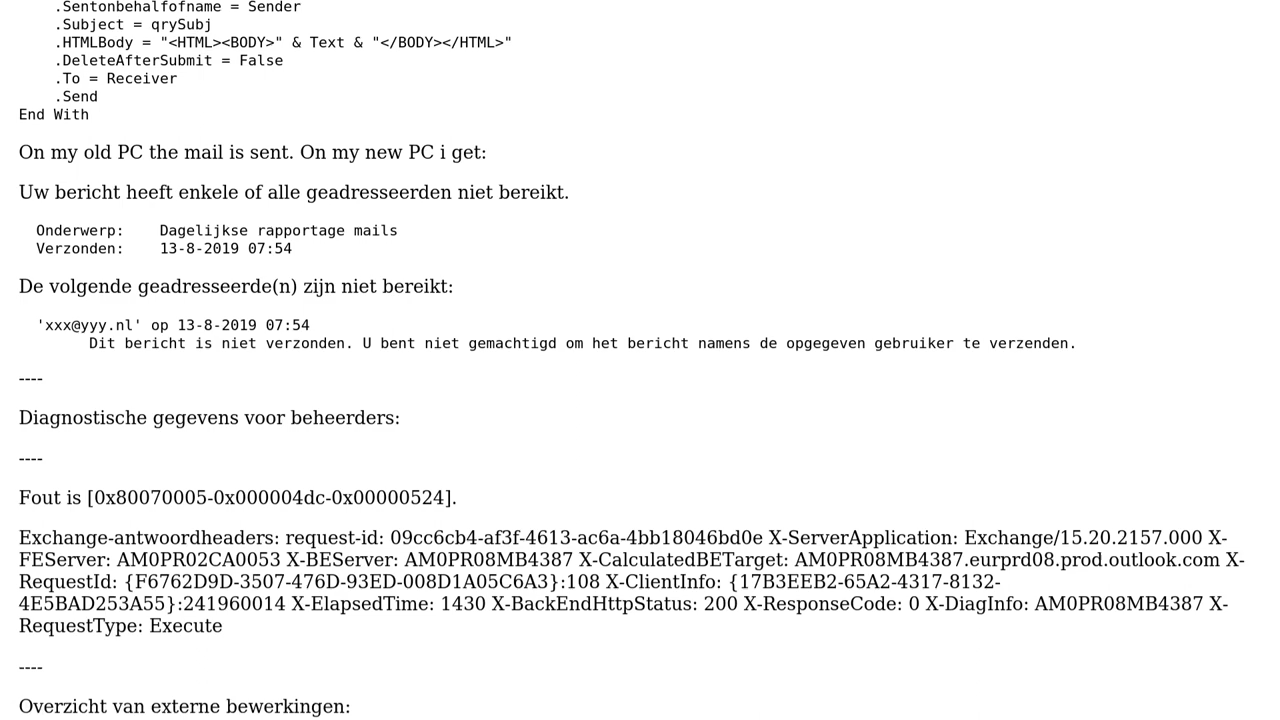 .Sentonbehalfofname = Sender
.Subject = qrySubj
.HTMLBody = "<HTML><BODY>" & Text & "</BODY></HTML>"
.DeleteAfterSubmit = False
.To = Receiver
.Send
End With
On my old PC the mail is sent. On my new PC i get:
Uw bericht heeft enkele of alle geadresseerden niet bereikt.
Onderwerp:    Dagelijkse rapportage mails
Verzonden:    13-8-2019 07:54
De volgende geadresseerde(n) zijn niet bereikt:
'xxx@yyy.nl' op 13-8-2019 07:54
Dit bericht is niet verzonden. U bent niet gemachtigd om het bericht namens de opgegeven gebruiker te verzenden.
----
Diagnostische gegevens voor beheerders:
----
Fout is [0x80070005-0x000004dc-0x00000524].
Exchange-antwoordheaders: request-id: 09cc6cb4-af3f-4613-ac6a-4bb18046bd0e X-ServerApplication: Exchange/15.20.2157.000 X-
FEServer: AM0PR02CA0053 X-BEServer: AM0PR08MB4387 X-CalculatedBETarget: AM0PR08MB4387.eurprd08.prod.outlook.com X-
RequestId: {F6762D9D-3507-476D-93ED-008D1A05C6A3}:108 X-ClientInfo: {17B3EEB2-65A2-4317-8132-
4E5BAD253A55}:241960014 X-ElapsedTime: 1430 X-BackEndHttpStatus: 200 X-ResponseCode: 0 X-DiagInfo: AM0PR08MB4387 X-
RequestType: Execute
----
Overzicht van externe bewerkingen: